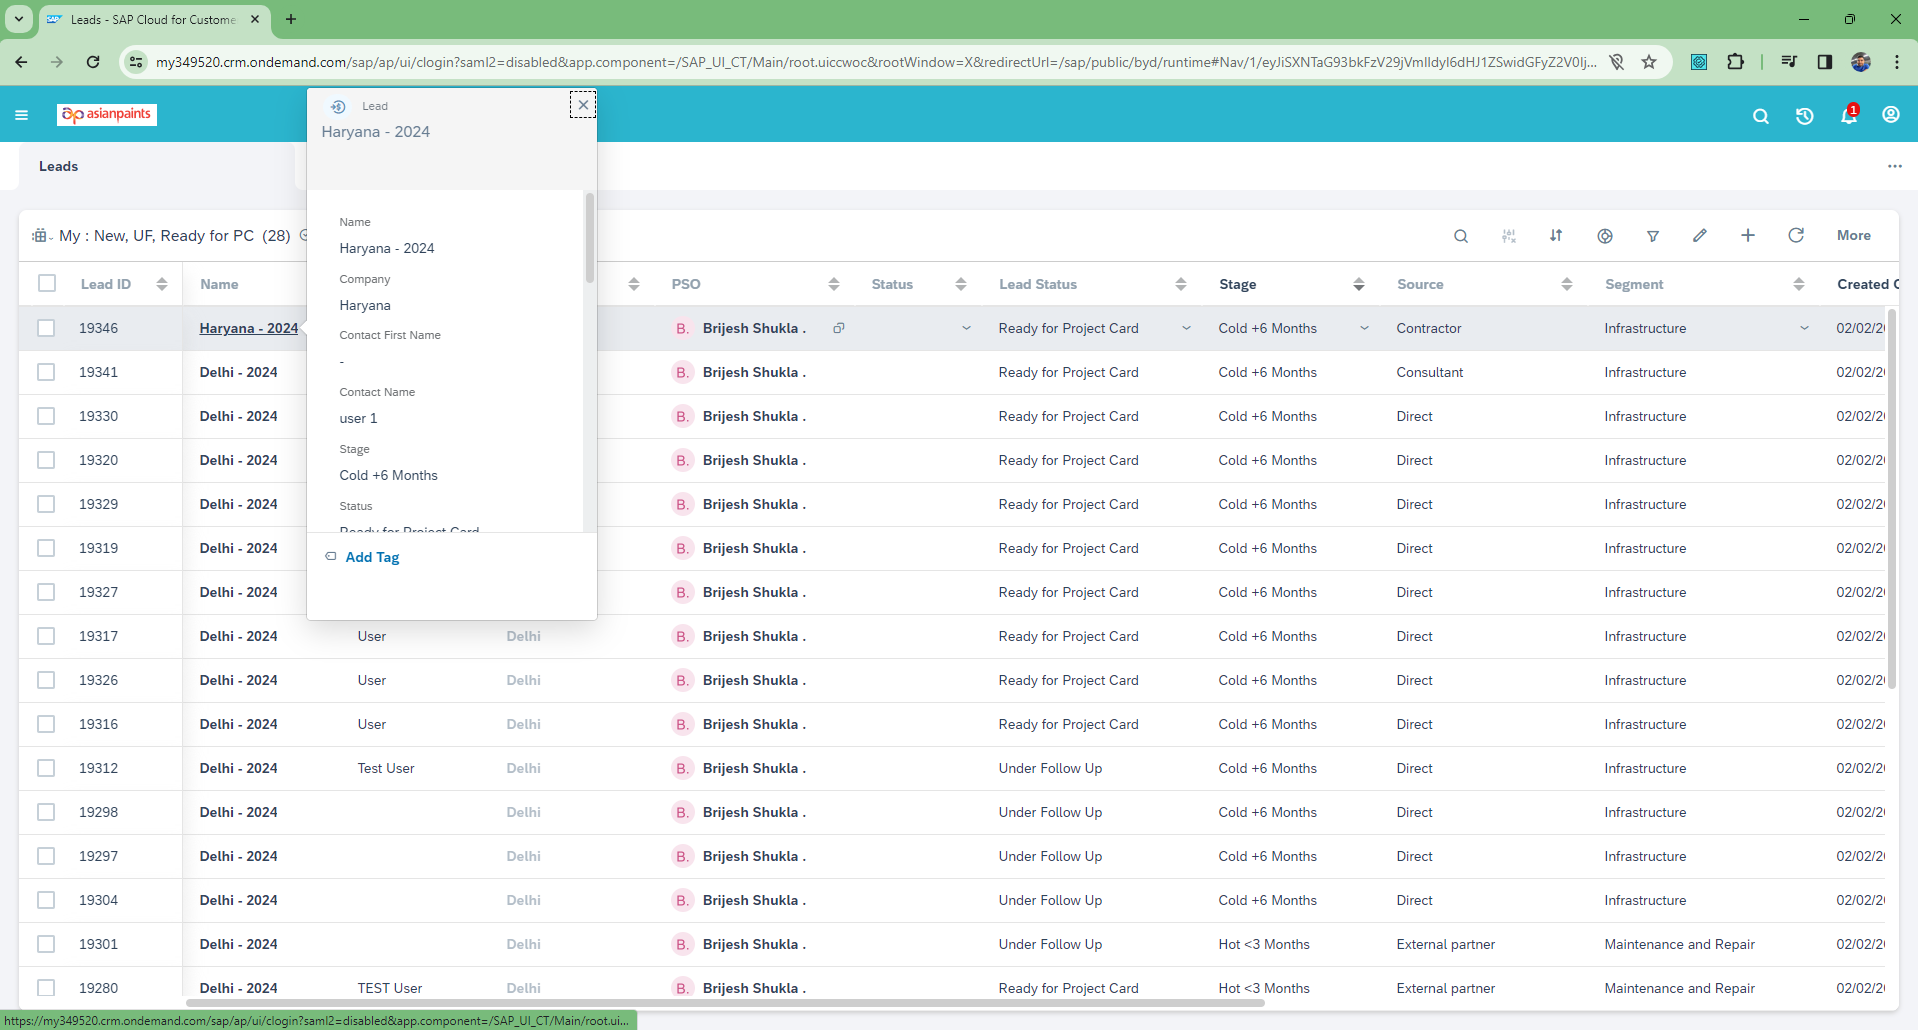 Leads - SAP Cloud for Custome
my349520.crm.ondemand.com/sap/ap/ui/clogin?saml2=disabled&app.component=/SAP_UI_CT/Main/root.uiccwoc&rootWindow=X&redirectUrl=/sap/public/byd/runtime#Nav/1/
asianpaints
1
Lead
Haryana - 2024
Leads
My : New, UF, Ready for PC (28)
More
Name
Haryana - 2024
Company
Haryana
Contact First Name
-
Contact Name
user 1
Stage
Cold +6 Months
Status
Ready for Project Card
Add Tag
Lead ID Name PSO Status Lead Status Stage Source Segment Created
19346 Haryana - 2024 B. Brijesh Shukla . Ready for Project Card Cold +6 Months Contractor Infrastructure 02/02/2
19341 Delhi - 2024 B. Brijesh Shukla . Ready for Project Card Cold +6 Months Consultant Infrastructure 02/02/2
19330 Delhi - 2024 B. Brijesh Shukla . Ready for Project Card Cold +6 Months Direct Infrastructure 02/02/2
19320 Delhi - 2024 B. Brijesh Shukla . Ready for Project Card Cold +6 Months Direct Infrastructure 02/02/2
19329 Delhi - 2024 B. Brijesh Shukla . Ready for Project Card Cold +6 Months Direct Infrastructure 02/02/2
19319 Delhi - 2024 B. Brijesh Shukla . Ready for Project Card Cold +6 Months Direct Infrastructure 02/02/2
19327 Delhi - 2024 B. Brijesh Shukla . Ready for Project Card Cold +6 Months Direct Infrastructure 02/02/2
19317 Delhi - 2024 User Delhi B. Brijesh Shukla . Ready for Project Card Cold +6 Months Direct Infrastructure 02/02/2
19326 Delhi - 2024 User Delhi B. Brijesh Shukla . Ready for Project Card Cold +6 Months Direct Infrastructure 02/02/2
19316 Delhi - 2024 User Delhi B. Brijesh Shukla . Ready for Project Card Cold +6 Months Direct Infrastructure 02/02/2
19312 Delhi - 2024 Test User Delhi B. Brijesh Shukla . Under Follow Up Cold +6 Months Direct Infrastructure 02/02/2
19298 Delhi - 2024 Delhi B. Brijesh Shukla . Under Follow Up Cold +6 Months Direct Infrastructure 02/02/2
19297 Delhi - 2024 Delhi B. Brijesh Shukla . Under Follow Up Cold +6 Months Direct Infrastructure 02/02/2
19304 Delhi - 2024 Delhi B. Brijesh Shukla . Under Follow Up Cold +6 Months Direct Infrastructure 02/02/2
19301 Delhi - 2024 Delhi B. Brijesh Shukla . Under Follow Up Hot <3 Months External partner Maintenance and Repair 02/02/2
19280 Delhi - 2024 TEST User Delhi B. Brijesh Shukla . Ready for Project Card Hot <3 Months External partner Maintenance and Repair 02/02/2
https://my349520.crm.ondemand.com/sap/ap/ui/clogin?saml2=disabled&app.component=/SAP_UI_CT/Main/root.ui...